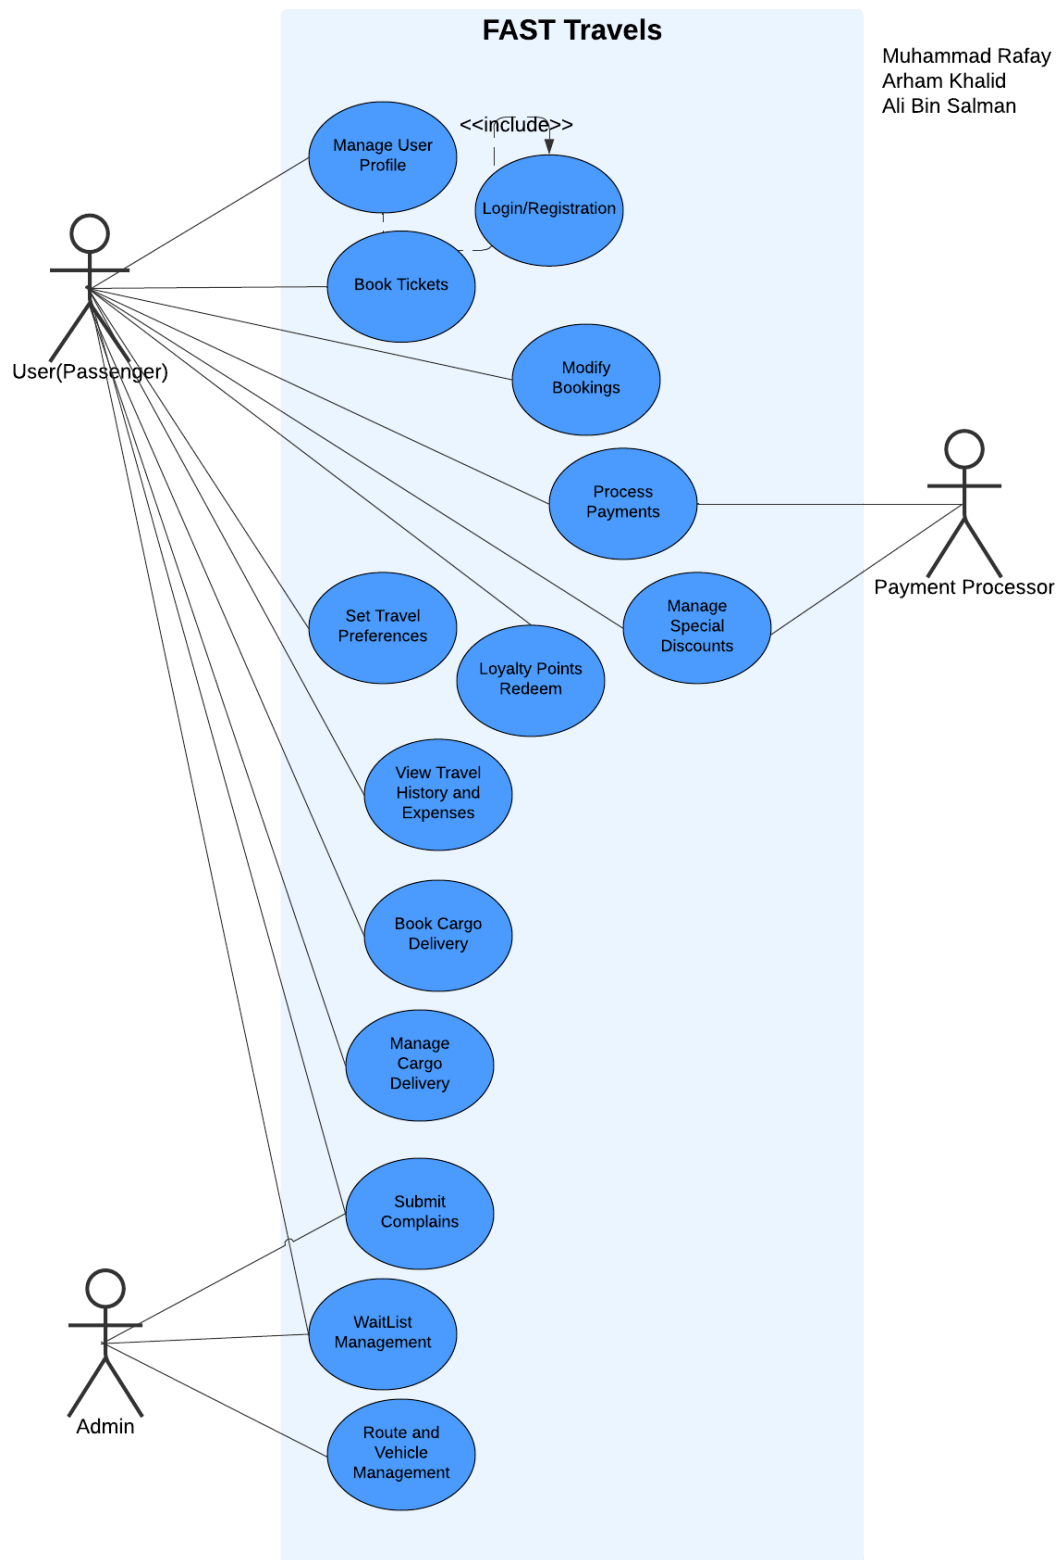 FAST Travels
Muhammad Rafay
Arham Khalid
Ali Bin Salman
<<include>>
Manage User
Profile
Login/Registration
Book Tickets
User(Passenger)
Modify
Bookings
Process
Payments
Payment Processor
Set Travel
Preferences
Manage
Special
Discounts
Loyalty Points
Redeem
View Travel
History and
Expenses
Book Cargo
Delivery
Manage
Cargo
Delivery
Submit
Complains
WaitList
Management
Admin
Route and
Vehicle
Management